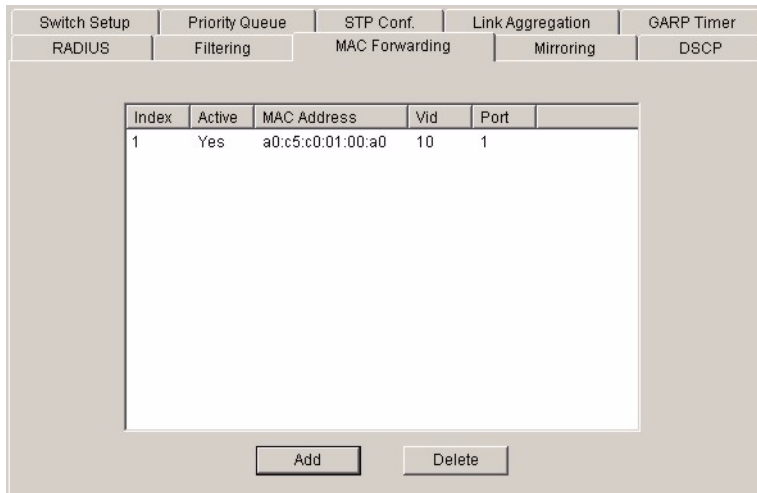 Switch Setup Priority Queue STP Conf. Link Aggregation GARP Timer
RADIUS Filtering MAC Forwarding Mirroring DSCP
Index Active MAC Address Vid Port
1 Yes a0:c5:c0:01:00:a0 10 1
Add Delete